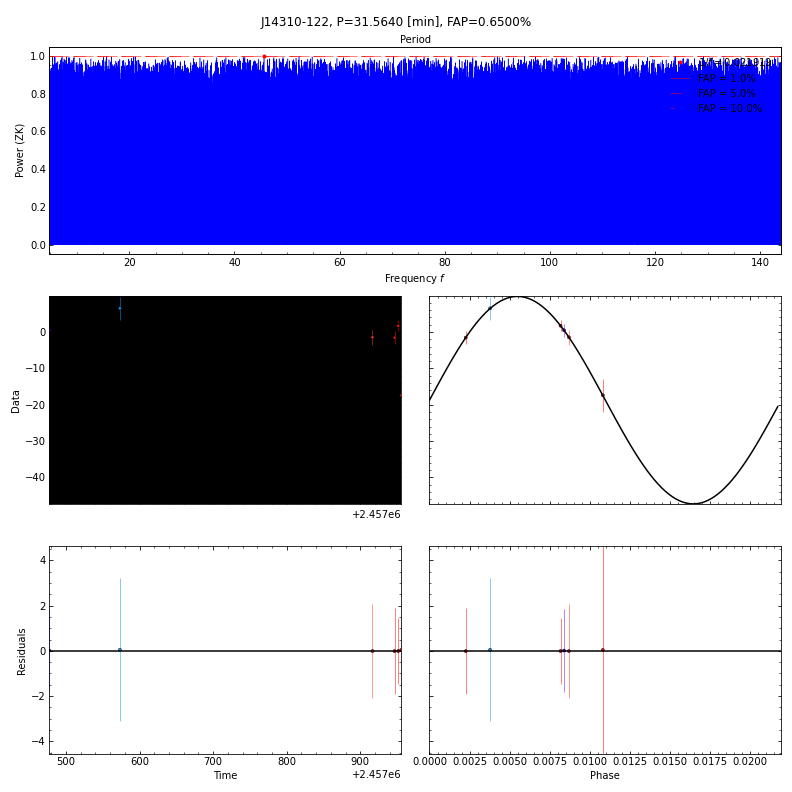 J14310-122, P=31.5640 [min], FAP=0.6500%
Period
1.0
0.8
0.6
0.4
0.2
0.0
Power (ZK)
FAP = 1.0%
FAP = 5.0%
FAP = 10.0%
20 40 60 80 100 120 140
Frequency f
0
−10
−20
−30
−40
Data
+2.457e6
4
2
0
−2
−4
Residuals
500 600 700 800 900
Time
+2.457e6
0.0000 0.0025 0.0050 0.0075 0.0100 0.0125 0.0150 0.0175 0.0200
Phase